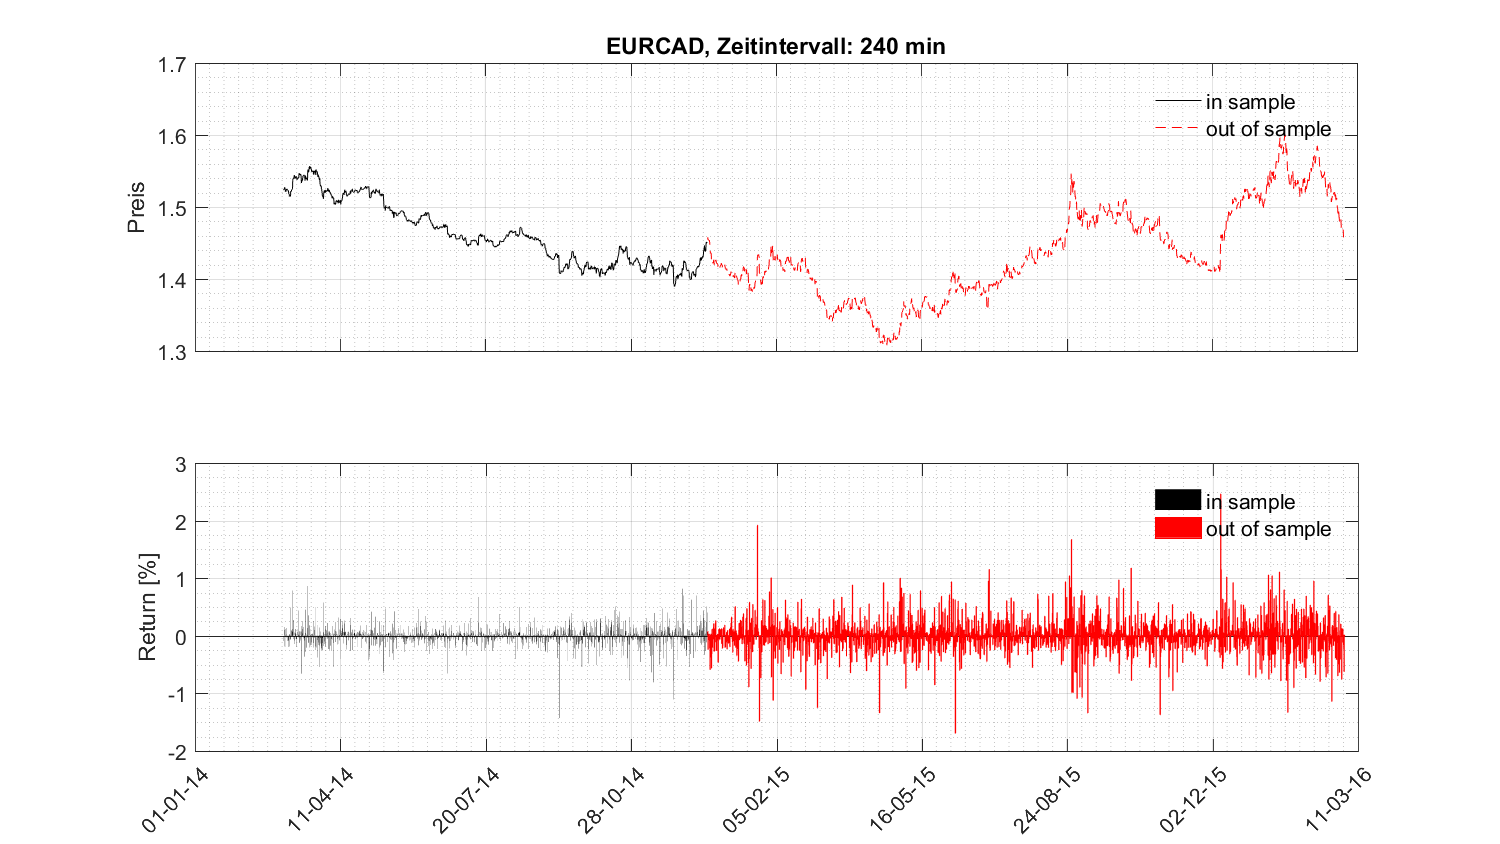 EURCAD, Zeitintervall: 240 min
1.7
1.6
1.5
1.4
1.3
Preis
in sample
out of sample
3
2
1
0
-1
-2
Return [%]
in sample
out of sample
01-01-14
11-04-14
20-07-14
28-10-14
05-02-15
16-05-15
24-08-15
02-12-15
11-03-16